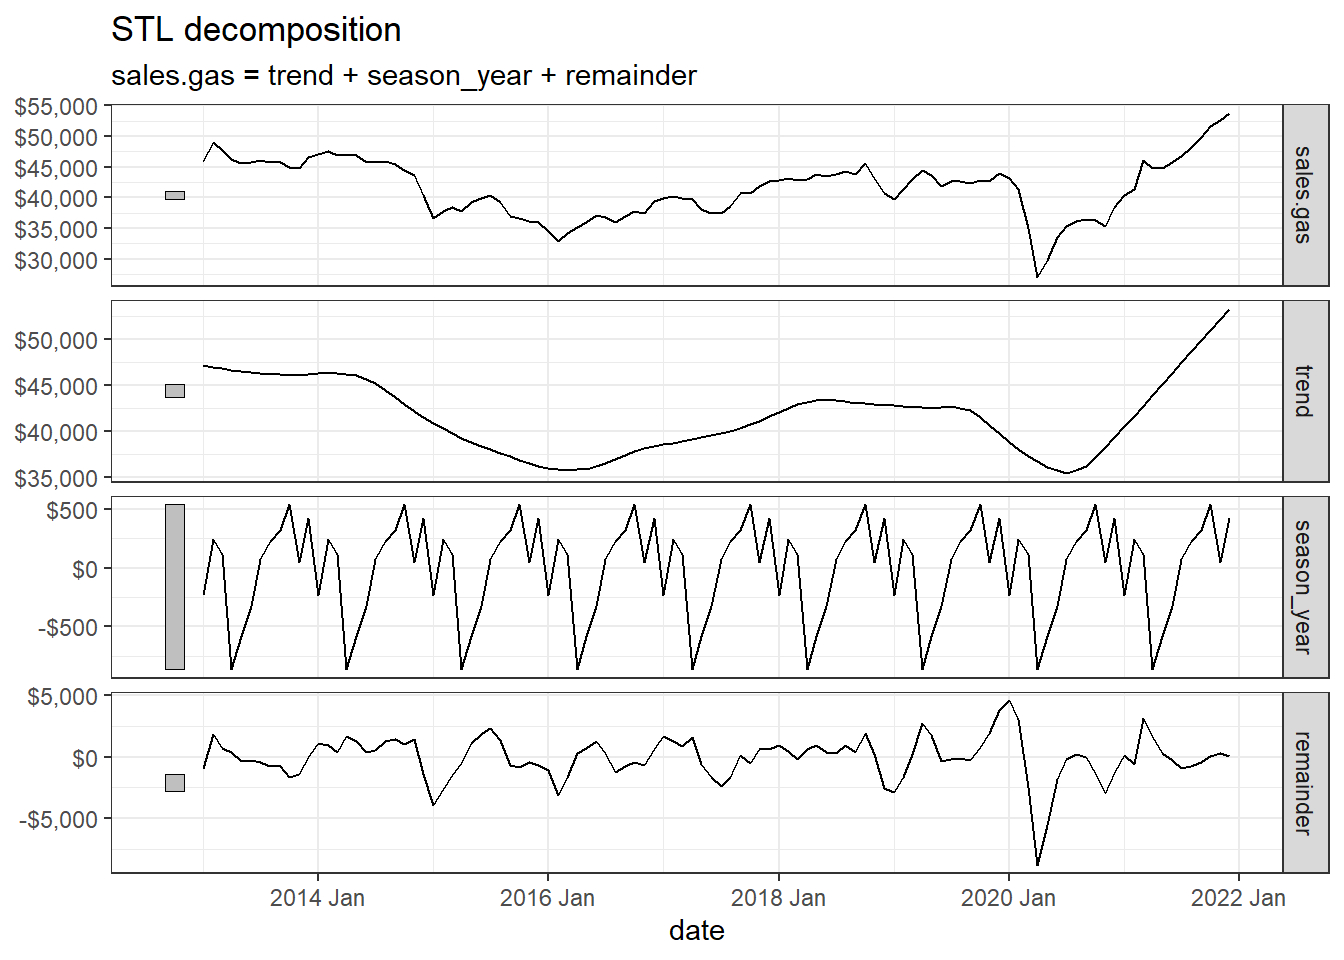 STL decomposition
sales.gas = trend + season_year + remainder
$55,000
$50,000
$45,000
$40,000
$35,000
$30,000
sales.gas
$50,000
$45,000
$40,000
$35,000
trend
$500
$0
-$500
season_year
$5,000
$0
-$5,000
remainder
2014 Jan
2016 Jan
2018 Jan
2020 Jan
2022 Jan
date